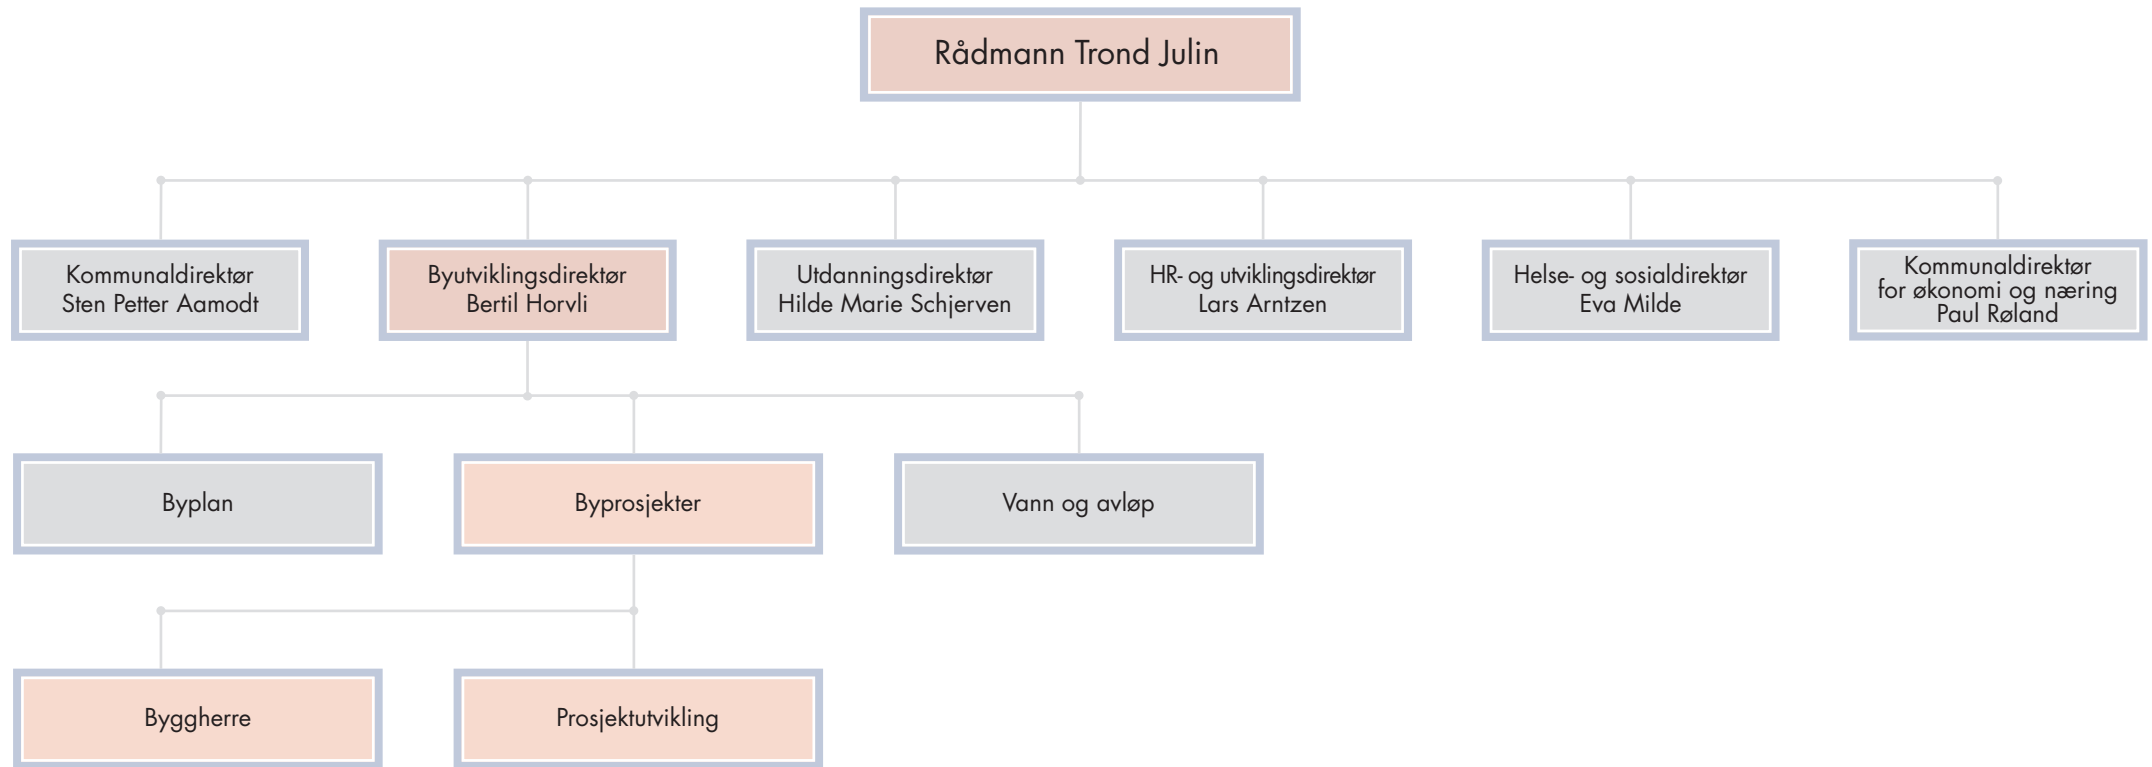 Rådmann Trond Julin
Kommunaldirektør
Sten Petter Aamodt
Byutviklingsdirektør
Bertil Horvli
Utdanningsdirektør
Hilde Marie Schjerven
HR- og utviklingsdirektør
Lars Arntzen
Helse- og sosialdirektør
Eva Milde
Kommunaldirektør
for økonomi og næring
Paul Røland
Byplan
Byprosjekter
Vann og avløp
Byggherre
Prosjektutvikling